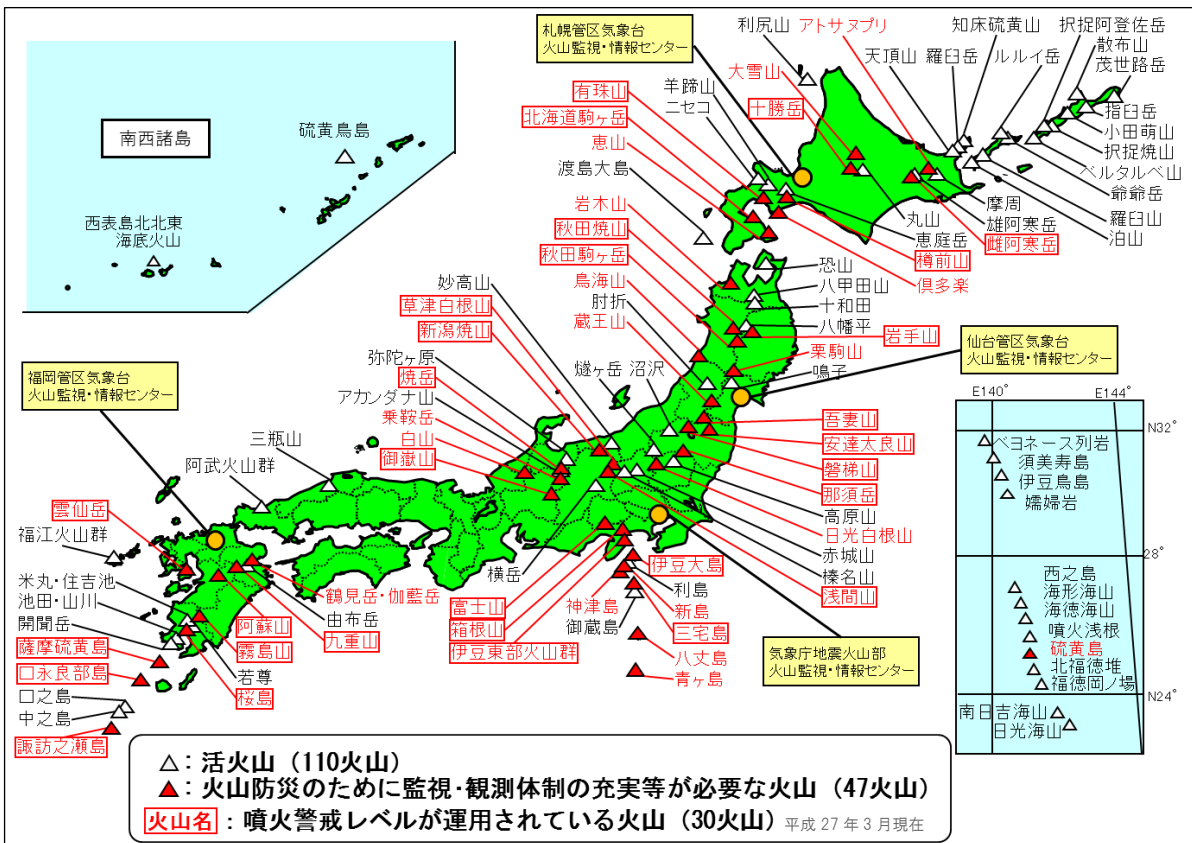 南西諸島
硫黄鳥島
西表島北北東
海底火山
札幌管区気象台
火山監視・情報センター
利尻山
アトサヌプリ
知床硫黄山
択捉阿登佐岳
散布山
茂世路岳
天頂山
羅臼岳
ルルイ岳
大雪山
十勝岳
羊蹄山
ニセコ
有珠山
北海道駒ヶ岳
恵山
渡島大島
指臼岳
小田萌山
択捉焼山
ベルタルベ山
爺爺岳
羅臼山
泊山
摩周
雄阿寒岳
雌阿寒岳
丸山
恵庭岳
樽前山
倶多楽
岩木山
秋田焼山
秋田駒ヶ岳
鳥海山
肘折
蔵王山
恐山
八甲田山
十和田
八幡平
岩手山
栗駒山
鳴子
仙台管区気象台
火山監視・情報センター
妙高山
草津白根山
新潟焼山
弥陀ヶ原
焼岳
アカンダナ山
乗鞍岳
白山
御嶽山
燧ヶ岳
沼沢
吾妻山
安達太良山
磐梯山
那須岳
高原山
日光白根山
赤城山
榛名山
浅間山
福岡管区気象台
火山監視・情報センター
三瓶山
阿武火山群
雲仙岳
福江火山群
米丸・住吉池
池田・山川
開聞岳
薩摩硫黄島
口永良部島
口之島
中之島
諏訪之瀬島
鶴見岳・伽藍岳
由布岳
九重山
阿蘇山
霧島山
若尊
桜島
横岳
富士山
箱根山
伊豆東部火山群
伊豆大島
利島
新島
神津島
三宅島
御蔵島
八丈島
青ヶ島
気象庁地震火山部
火山監視・情報センター
E140°
E144°
N32°
ベヨネース列岩
須美寿島
伊豆鳥島
孀婦岩
28°
西之島
海形海山
海徳海山
噴火浅根
硫黄島
北福徳堆
福徳岡ノ場
N24°
南日吉海山
日光海山
△：活火山（110火山）
▲：火山防災のために監視・観測体制の充実等が必要な火山（47火山）
火山名：噴火警戒レベルが運用されている火山（30火山）平成27年3月現在